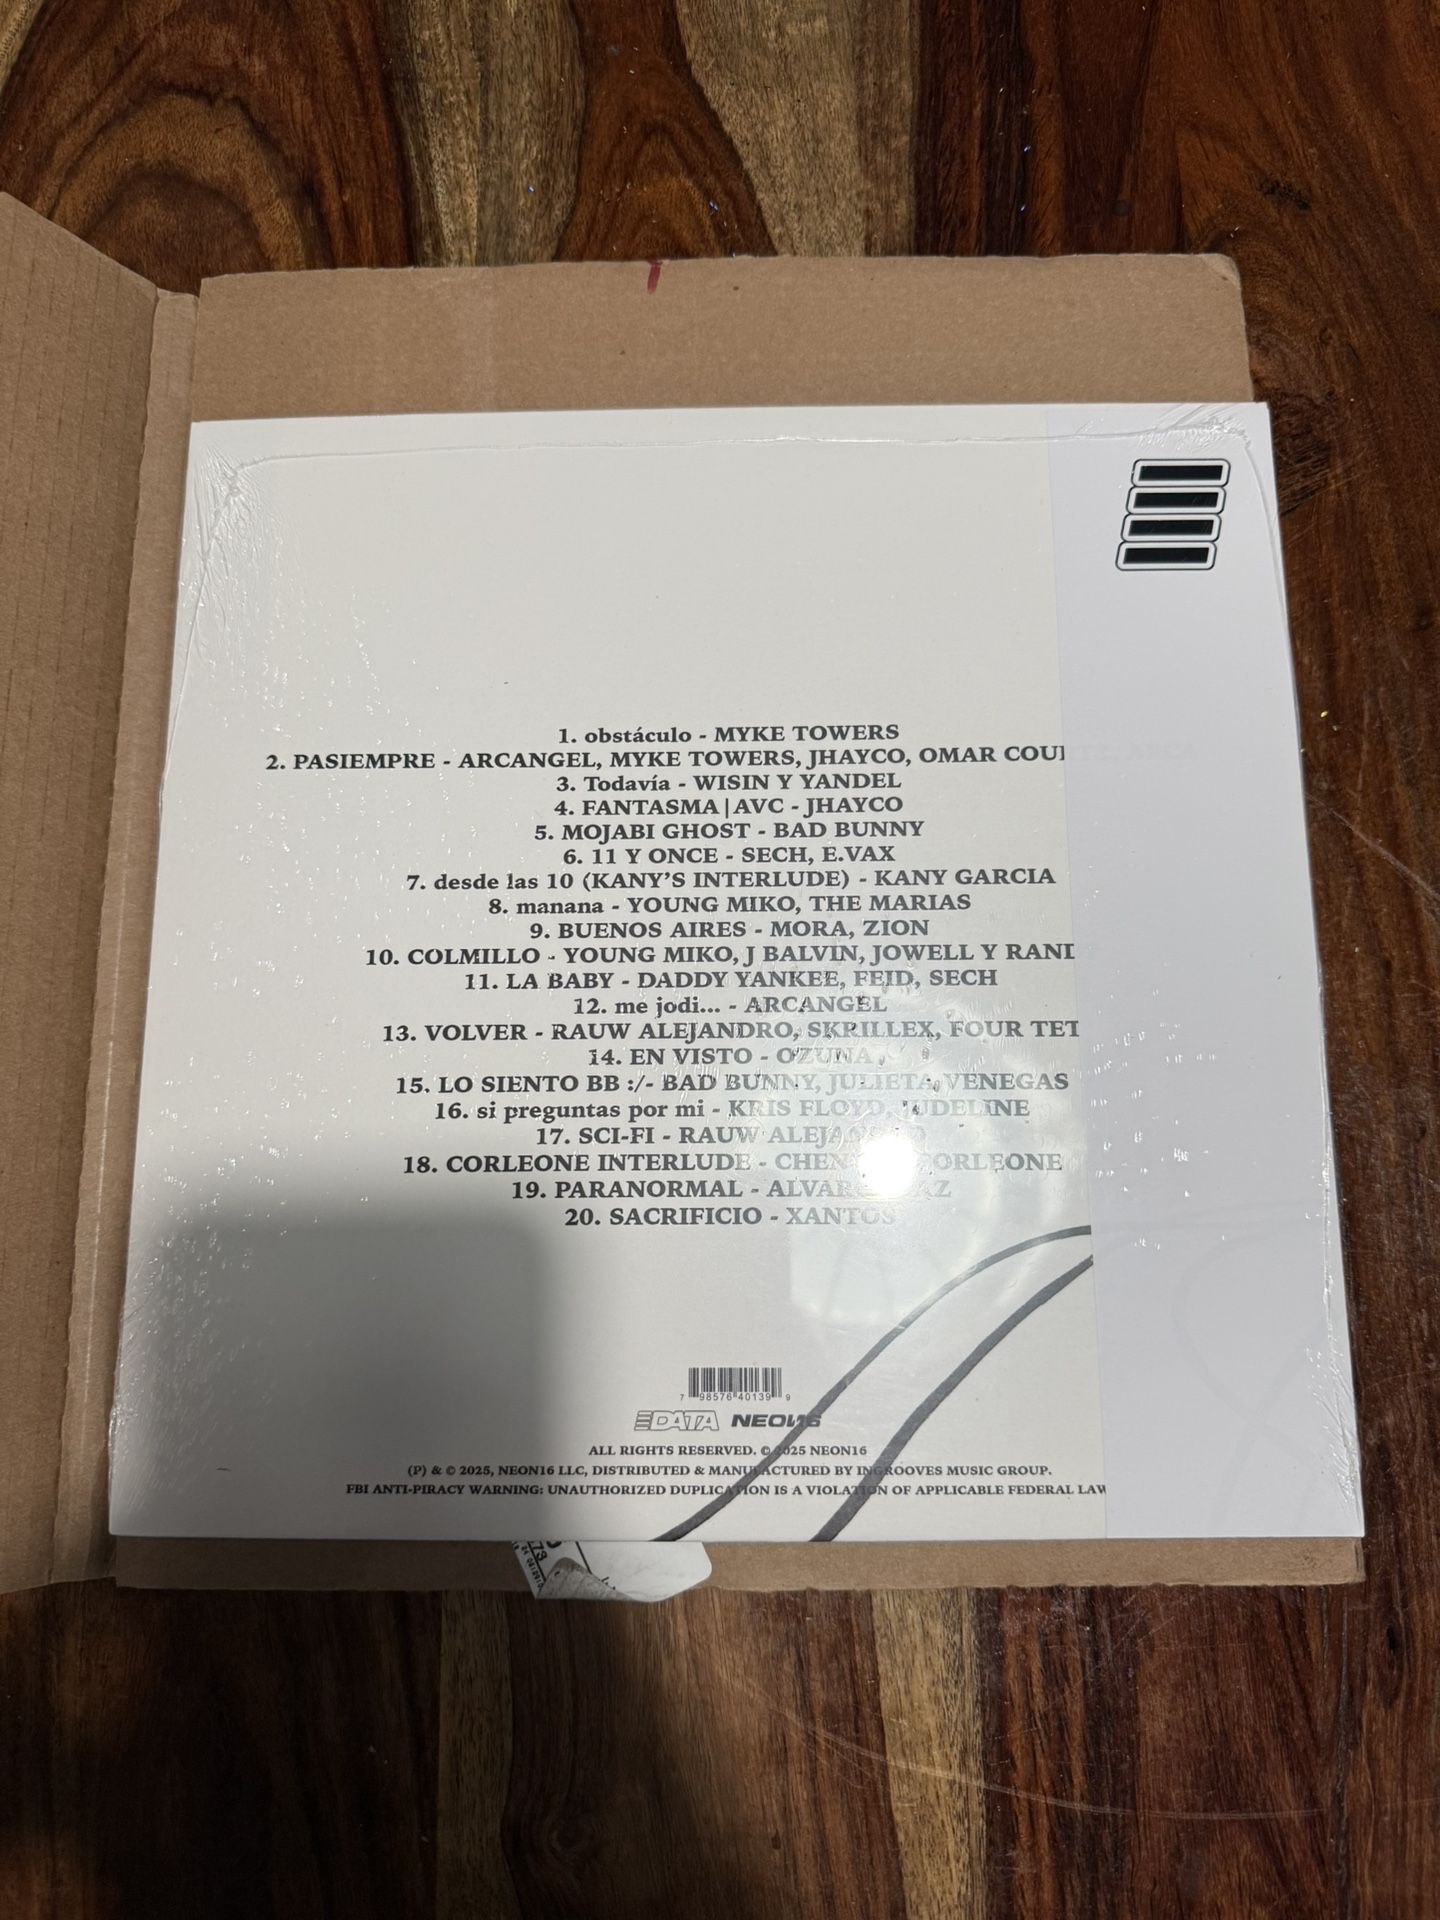 1. obstáculo - MYKE TOWERS
2. PASIEMPRE - ARCANGEL, MYKE TOWERS, JHAYCO, OMAR
3. Todavía - WISIN Y YANDEL
4. FANTASMA|AVC - JHAYCO
5. MOJABI GHOST - BAD BUNNY
6. 11 Y ONCE - SECH, E.VAX
7. desde las 10 (KANY'S INTERLUDE) - KANY GARCIA
8. manana - YOUNG MIKO, THE MARIAS
9. BUENOS AIRES - MORA, ZION
10. COLMILLO - YOUNG MIKO, J BALVIN, JOWELL Y
11. LA BABY - DADDY YANKEE, FEID, SECH
12. me jodi... - ARCANGEL
13. VOLVER - RAUW ALEJANDRO, SKRILLEX, FOUR TET
14. EN VISTO - OZUNA
15. LO SIENTO BB :/- BAD BUNNY, JULIETA VENEGAS
16. si preguntas por mi - KRIS FLOYD, JUDELINE
17. SCI-FI - RAUW
18. CORLEONE INTERLUDE - CORLEONE
19. PARANORMAL -
20. SACRIFICIO - XANTOS
7 98576 40139 9
DATA NEON16
ALL RIGHTS RESERVED. © 2025 NEON16
(P) & © 2025, NEON16 LLC, DISTRIBUTED & MANUFACTURED BY INGROOVES MUSIC GROUP.
FBI ANTI-PIRACY WARNING: UNAUTHORIZED DUPLICATION IS A VIOLATION OF APPLICABLE FEDERAL LAW